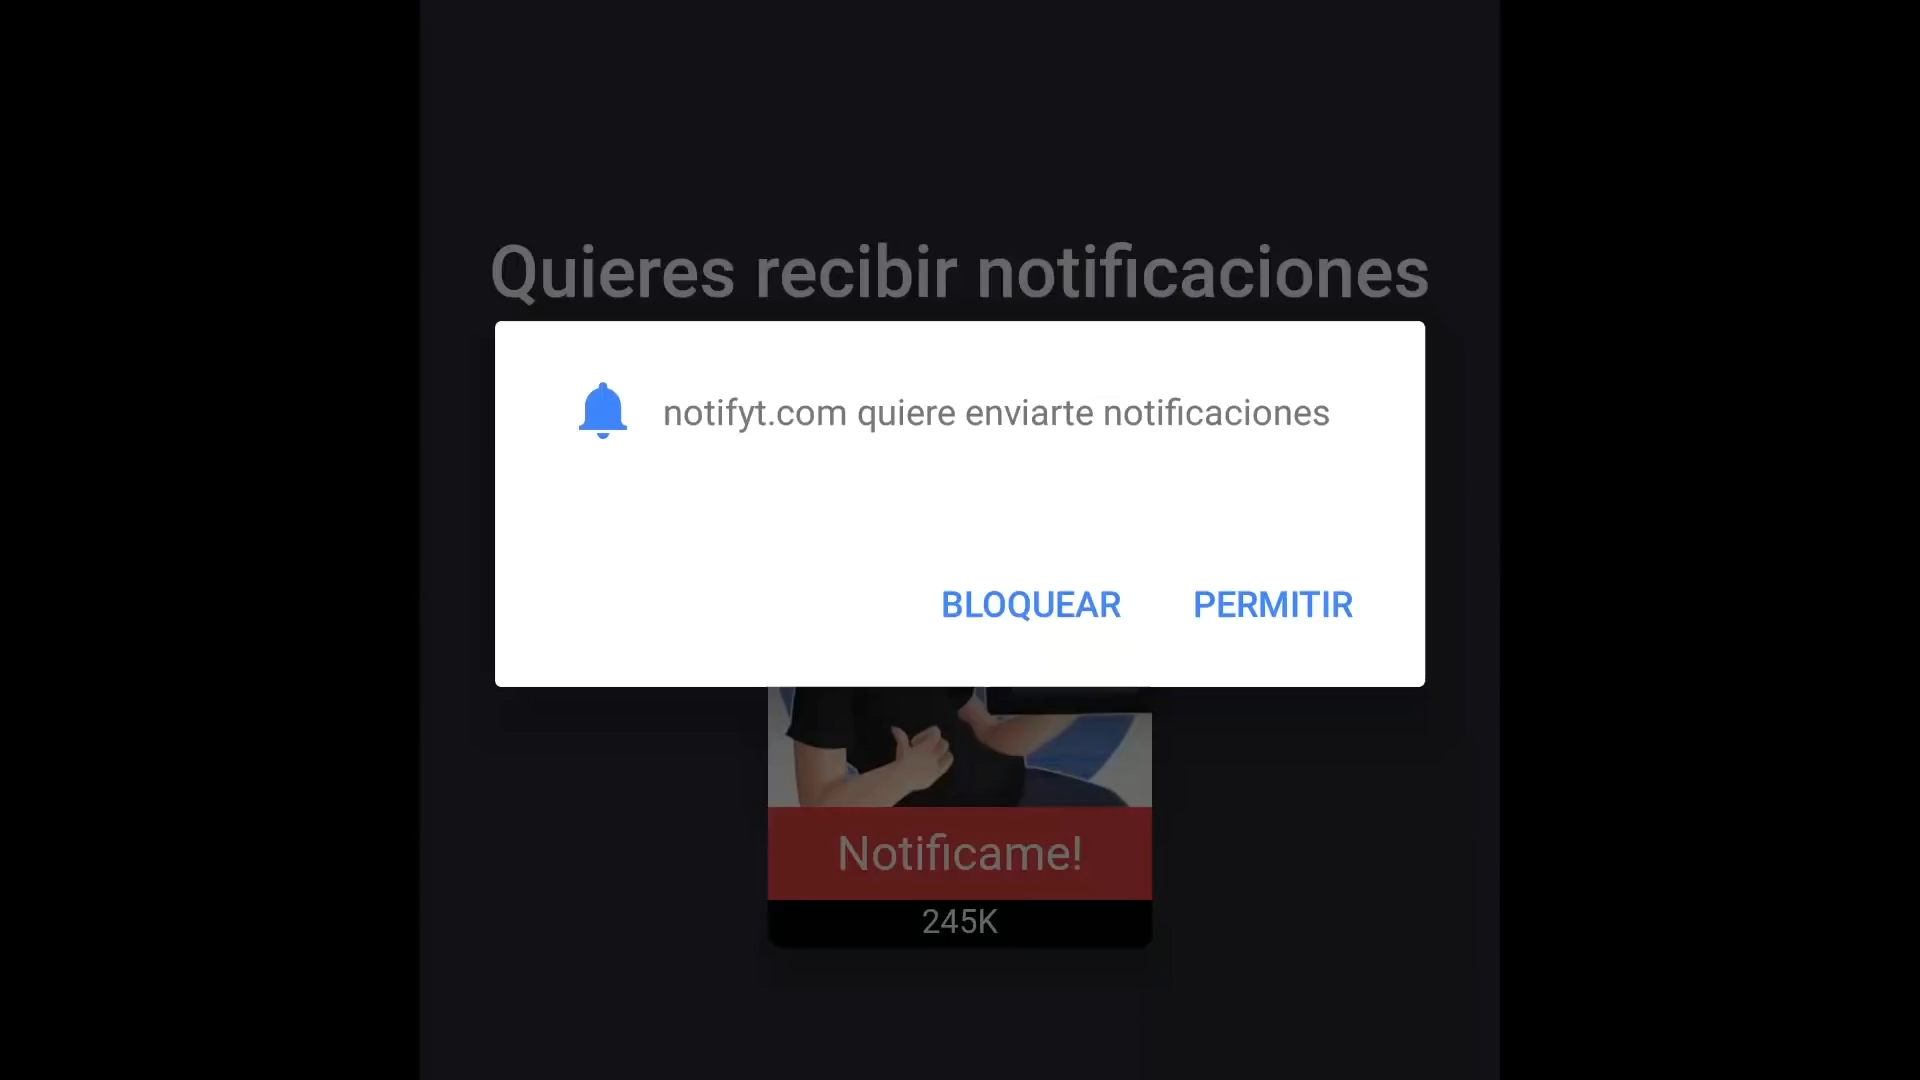 Quieres recibir notificaciones
notifyt.com quiere enviarte notificaciones
BLOQUEAR PERMITIR
Notificame!
245K